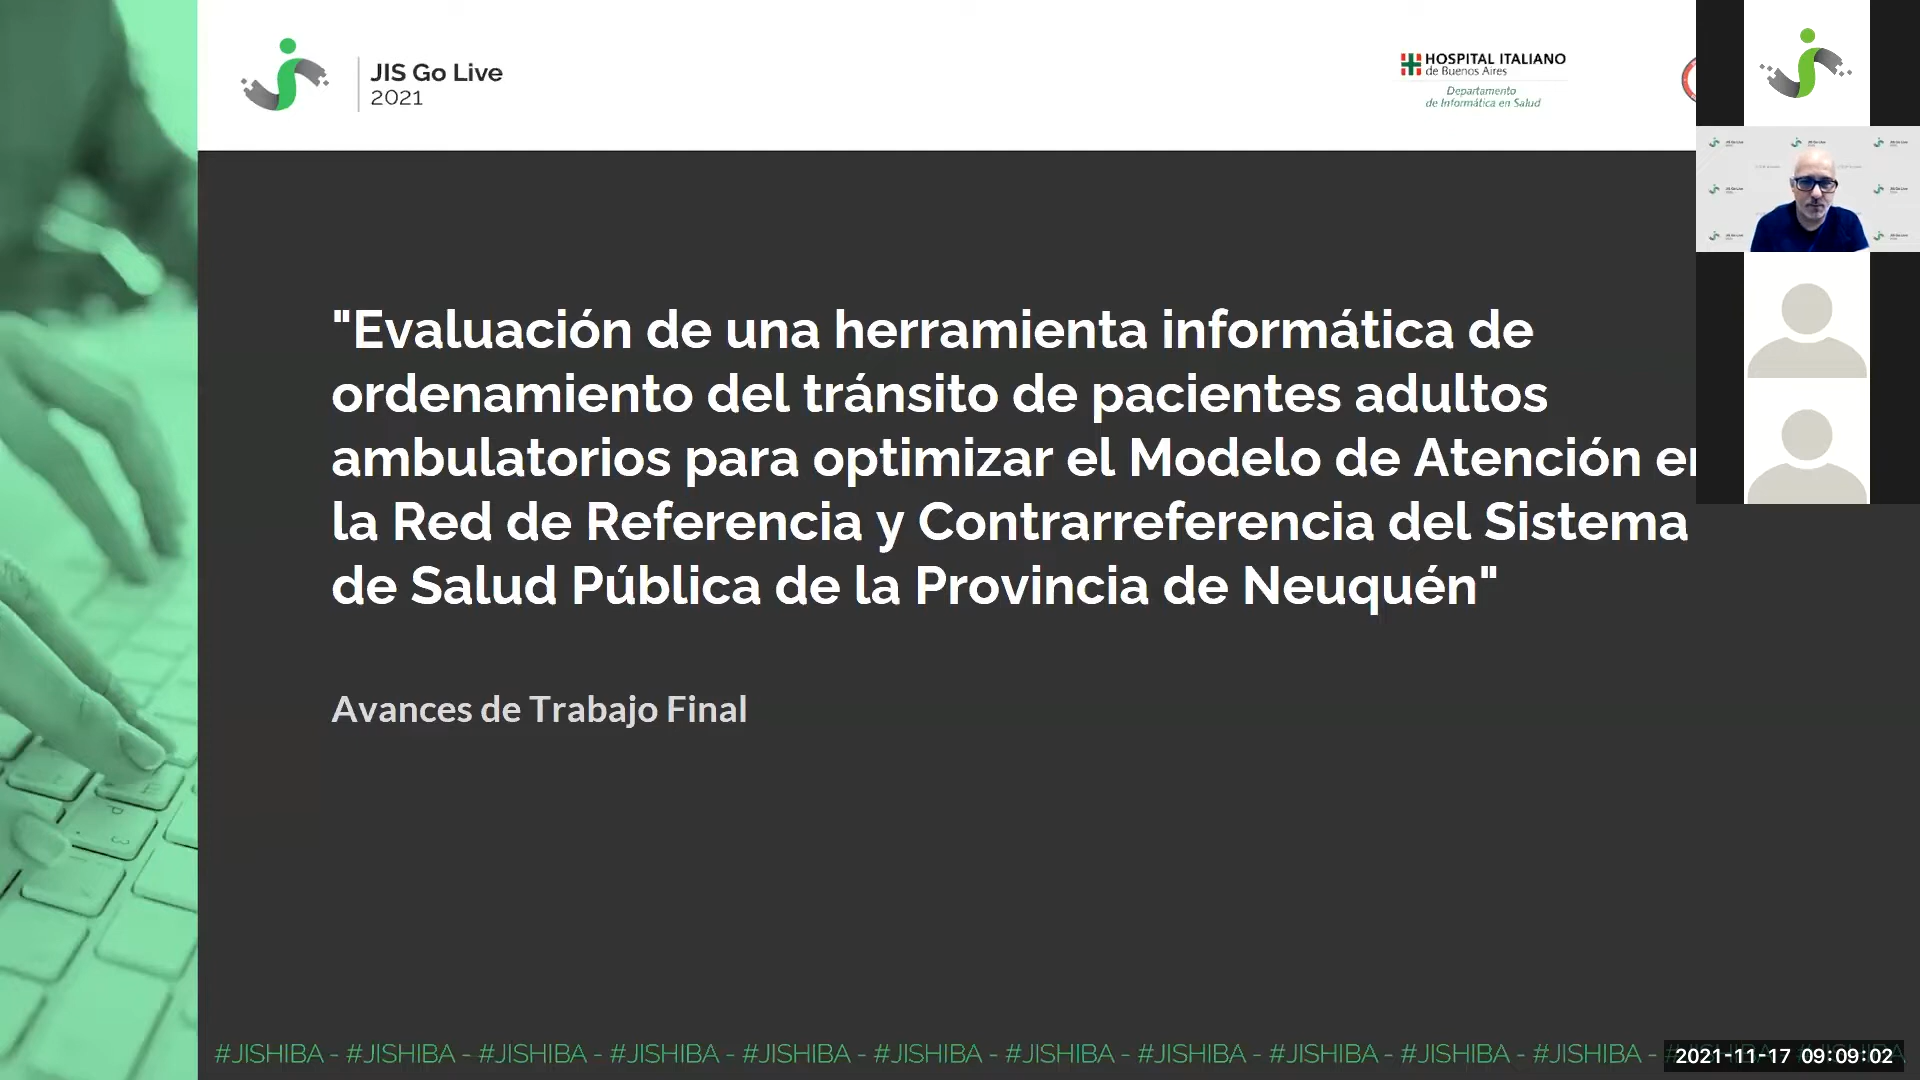 JIS Go Live
2021
HOSPITAL ITALIANO
de Buenos Aires
Departamento
de Informática en Salud
"Evaluación de una herramienta informática de
ordenamiento del tránsito de pacientes adultos
ambulatorios para optimizar el Modelo de Atención en
la Red de Referencia y Contrarreferencia del Sistema
de Salud Pública de la Provincia de Neuquén"
Avances de Trabajo Final
#JISHIBA - #JISHIBA - #JISHIBA - #JISHIBA - #JISHIBA - #JISHIBA - #JISHIBA - #JISHIBA - #JISHIBA - #JISHIBA - #JISHIBA -
2021-11-17 09:09:02